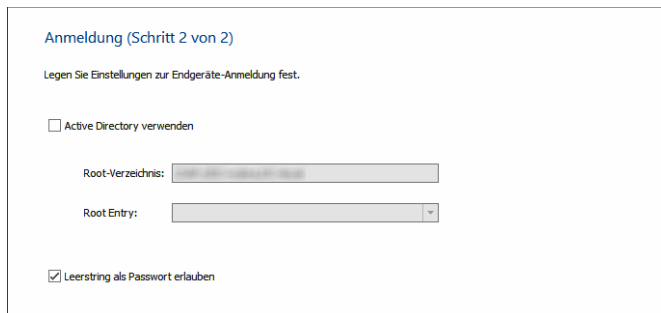 Anmeldung (Schritt 2 von 2)
Legen Sie Einstellungen zur Endgeräte-Anmeldung fest.
Active Directory verwenden
Root-Verzeichnis:
Root Entry:
Leerstring als Passwort erlauben